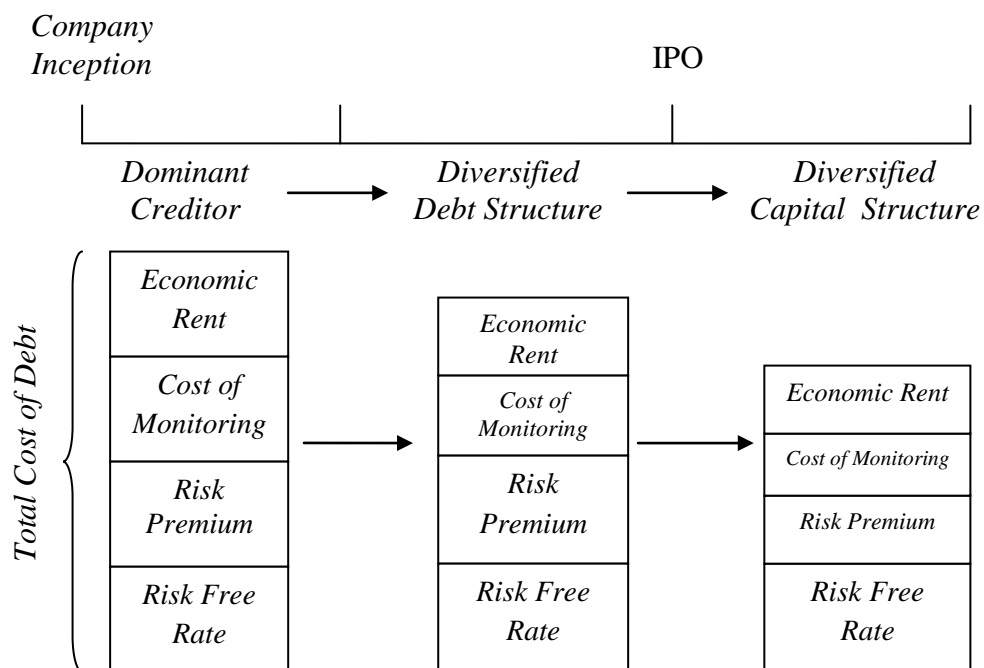 Company
Inception
IPO
Dominant
Creditor
Diversified
Debt Structure
Diversified
Capital Structure
Total Cost of Debt
Economic
Rent
Cost of
Monitoring
Risk
Premium
Risk Free
Rate
Economic
Rent
Cost of
Monitoring
Risk
Premium
Risk Free
Rate
Economic Rent
Cost of Monitoring
Risk Premium
Risk Free
Rate